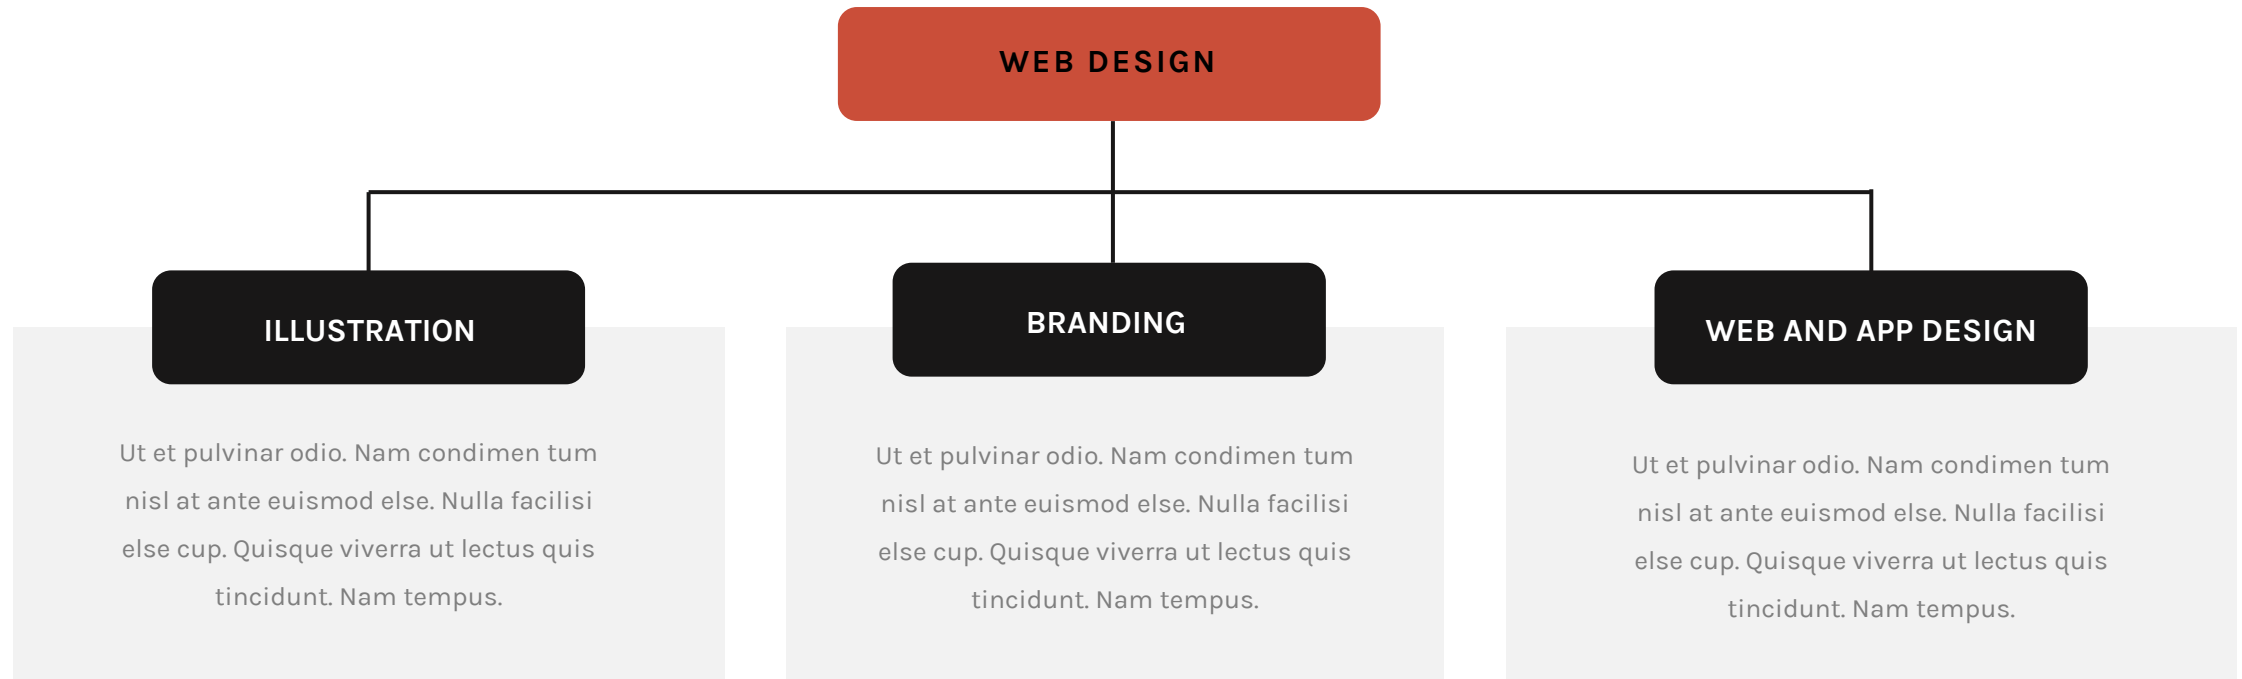 WEB DESIGN
ILLUSTRATION
Ut et pulvinar odio. Nam condimen tum
nisl at ante euismod else. Nulla facilisi
else cup. Quisque viverra ut lectus quis
tincidunt. Nam tempus.
BRANDING
Ut et pulvinar odio. Nam condimen tum
nisl at ante euismod else. Nulla facilisi
else cup. Quisque viverra ut lectus quis
tincidunt. Nam tempus.
WEB AND APP DESIGN
Ut et pulvinar odio. Nam condimen tum
nisl at ante euismod else. Nulla facilisi
else cup. Quisque viverra ut lectus quis
tincidunt. Nam tempus.